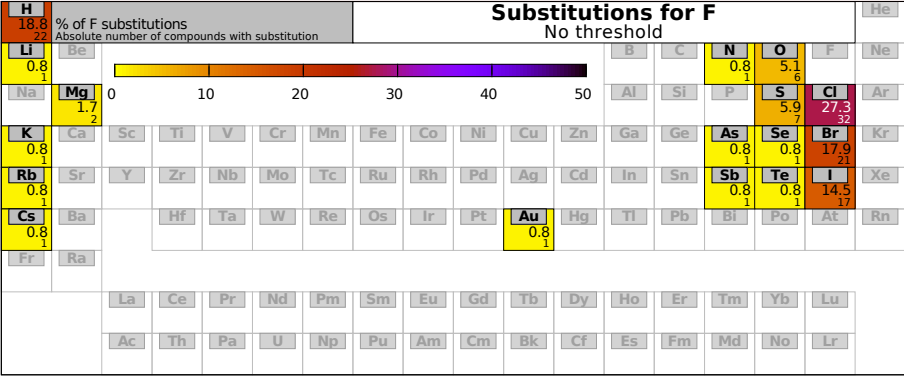 H
18.8
22
% of F substitutions
Absolute number of compounds with substitution
Substitutions for F
No threshold
He
Li
0.8
1
Be
B
C
N
0.8
1
O
5.1
6
F
Ne
0 10 20 30 40 50
Na
Mg
1.7
2
Al
Si
P
S
5.9
7
Cl
27.3
32
Ar
K
0.8
1
Ca
Sc
Ti
V
Cr
Mn
Fe
Co
Ni
Cu
Zn
Ga
Ge
As
0.8
1
Se
0.8
1
Br
17.9
21
Kr
Rb
0.8
1
Sr
Y
Zr
Nb
Mo
Tc
Ru
Rh
Pd
Ag
Cd
In
Sn
Sb
0.8
1
Te
0.8
1
I
14.5
17
Xe
Cs
0.8
1
Ba
Hf
Ta
W
Re
Os
Ir
Pt
Au
0.8
1
Hg
Tl
Pb
Bi
Po
At
Rn
Fr
Ra
La
Ce
Pr
Nd
Pm
Sm
Eu
Gd
Tb
Dy
Ho
Er
Tm
Yb
Lu
Ac
Th
Pa
U
Np
Pu
Am
Cm
Bk
Cf
Es
Fm
Md
No
Lr